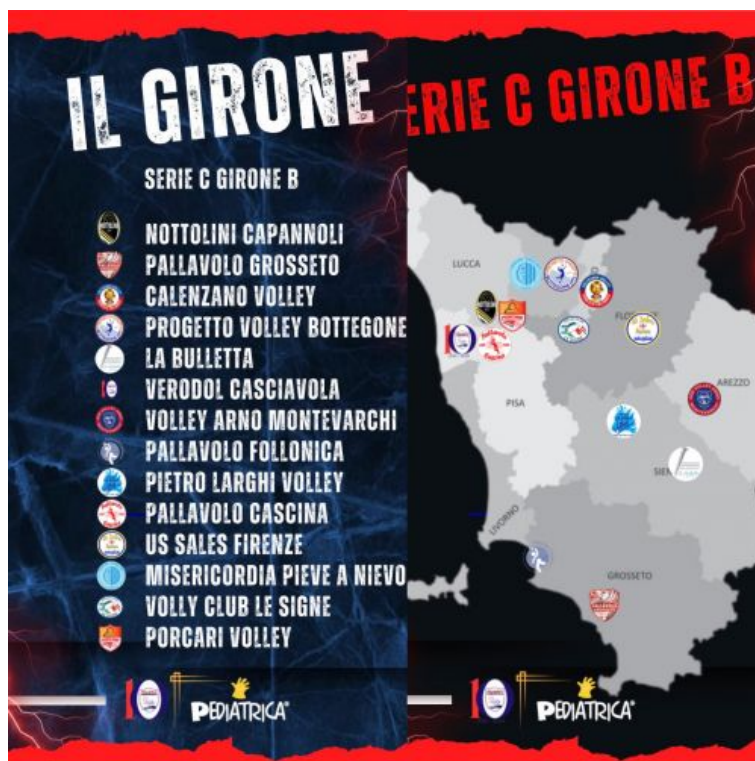 IL GIRONE
SERIE C GIRONE B
NOTTOLINI CAPANNOLI
PALLAVOLO GROSSETO
CALENZANO VOLLEY
PROGETTO VOLLEY BOTTEGONE
LA BULLETTA
VERODOL CASCIAVOLA
VOLLEY ARNO MONTEVARCHI
PALLAVOLO FOLLONICA
PIETRO LARGHI VOLLEY
PALLAVOLO CASCINA
US SALES FIRENZE
MISERICORDIA PIEVE A NIEVO
VOLLY CLUB LE SIGNE
PORCARI VOLLEY
10
PEDIATRICA
ERIE C GIRONE B
LUCCA
AREZZO
PISA
LIVORNO
GROSSETO
10
PEDIATRICA